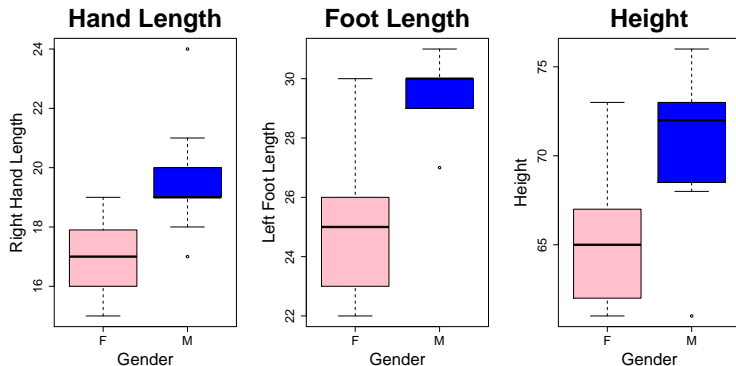 Hand Length
Right Hand Length
24
22
20
18
16
F
M
Gender
Foot Length
Left Foot Length
30
28
26
24
22
F
M
Gender
Height
Height
75
70
65
F
M
Gender